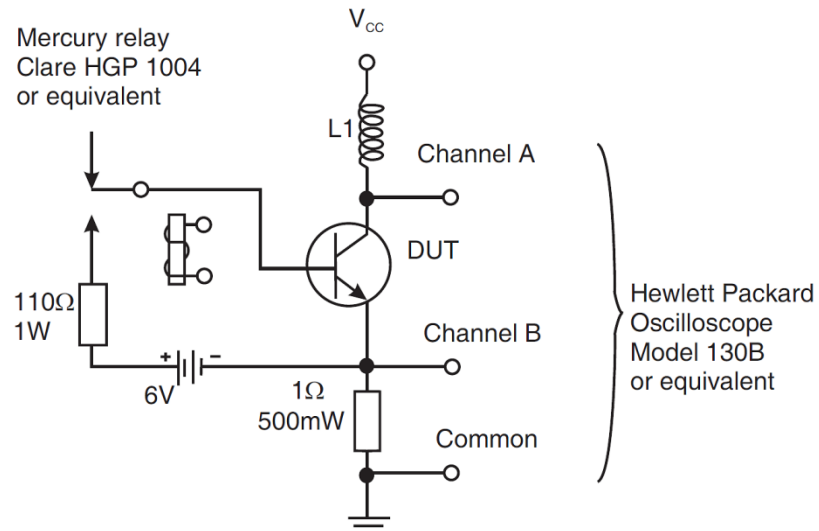 V_CC
Mercury relay
Clare HGP 1004
or equivalent
L1
Channel A
DUT
110Ω
1W
+ -
6V
Channel B
1Ω
500mW
Common
Hewlett Packard
Oscilloscope
Model 130B
or equivalent